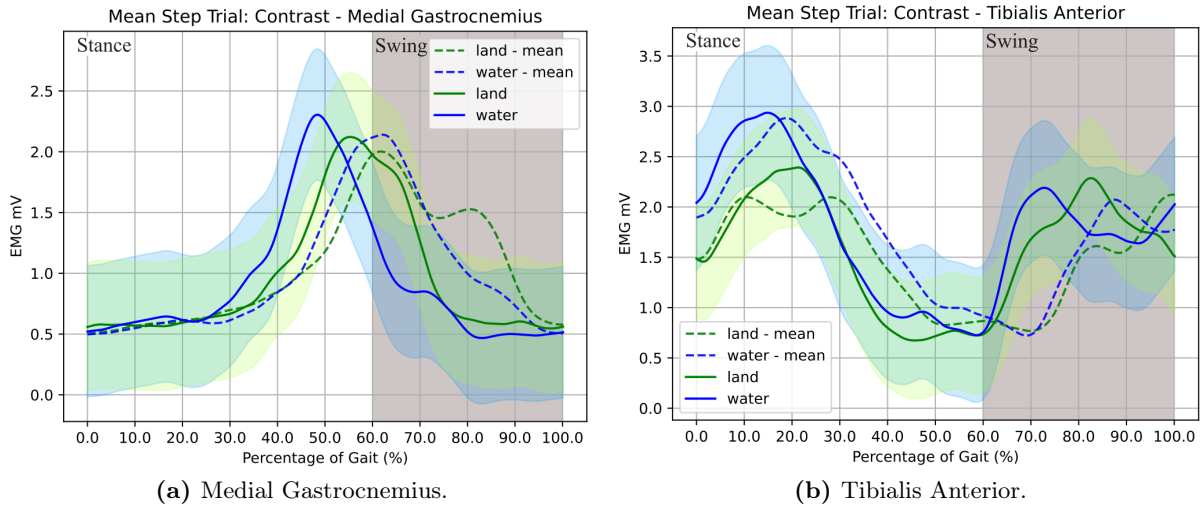 Mean Step Trial: Contrast - Medial Gastrocnemius
Stance
Swing
land - mean
water - mean
land
water
EMG mV
2.5
2.0
1.5
1.0
0.5
0.0
0.0 10.0 20.0 30.0 40.0 50.0 60.0 70.0 80.0 90.0 100.0
Percentage of Gait (%)
(a) Medial Gastrocnemius.
Mean Step Trial: Contrast - Tibialis Anterior
Stance
Swing
EMG mV
3.5
3.0
2.5
2.0
1.5
1.0
0.5
0.0
land - mean
water - mean
land
water
0.0 10.0 20.0 30.0 40.0 50.0 60.0 70.0 80.0 90.0 100.0
Percentage of Gait (%)
(b) Tibialis Anterior.